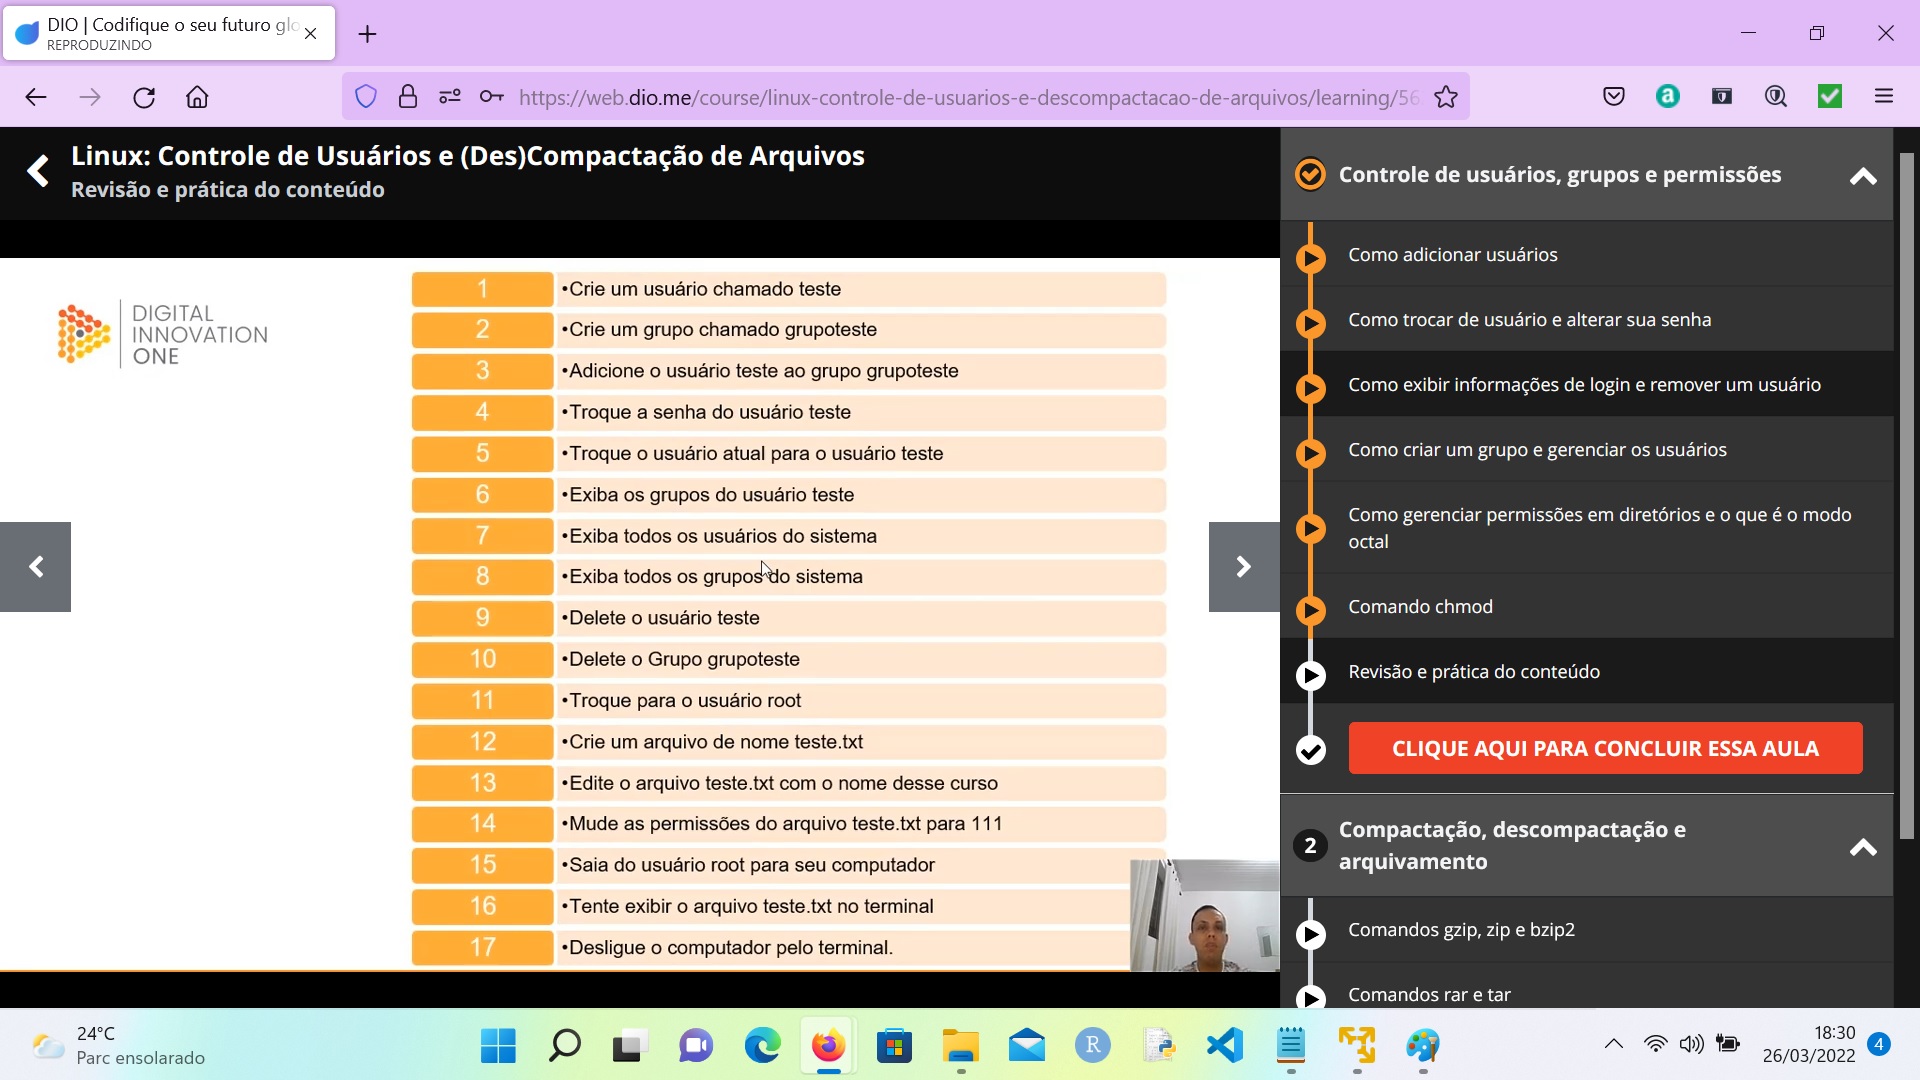 DIO | Codifique o seu futuro glo
REPRODUZINDO
https://web.dio.me/course/linux-controle-de-usuarios-e-descompactacao-de-arquivos/learning/56
Linux: Controle de Usuários e (Des)Compactação de Arquivos
Revisão e prática do conteúdo
DIGITAL
INNOVATION
ONE
1 •Crie um usuário chamado teste
2 •Crie um grupo chamado grupoteste
3 •Adicione o usuário teste ao grupo grupoteste
4 •Troque a senha do usuário teste
5 •Troque o usuário atual para o usuário teste
6 •Exiba os grupos do usuário teste
7 •Exiba todos os usuários do sistema
8 •Exiba todos os grupos do sistema
9 •Delete o usuário teste
10 •Delete o Grupo grupoteste
11 •Troque para o usuário root
12 •Crie um arquivo de nome teste.txt
13 •Edite o arquivo teste.txt com o nome desse curso
14 •Mude as permissões do arquivo teste.txt para 111
15 •Saia do usuário root para seu computador
16 •Tente exibir o arquivo teste.txt no terminal
17 •Desligue o computador pelo terminal.
Controle de usuários, grupos e permissões
Como adicionar usuários
Como trocar de usuário e alterar sua senha
Como exibir informações de login e remover um usuário
Como criar um grupo e gerenciar os usuários
Como gerenciar permissões em diretórios e o que é o modo
octal
Comando chmod
Revisão e prática do conteúdo
CLIQUE AQUI PARA CONCLUIR ESSA AULA
2 Compactação, descompactação e
arquivamento
Comandos gzip, zip e bzip2
Comandos rar e tar
24°C
Parc ensolarado
a
R
18:30
26/03/2022
4